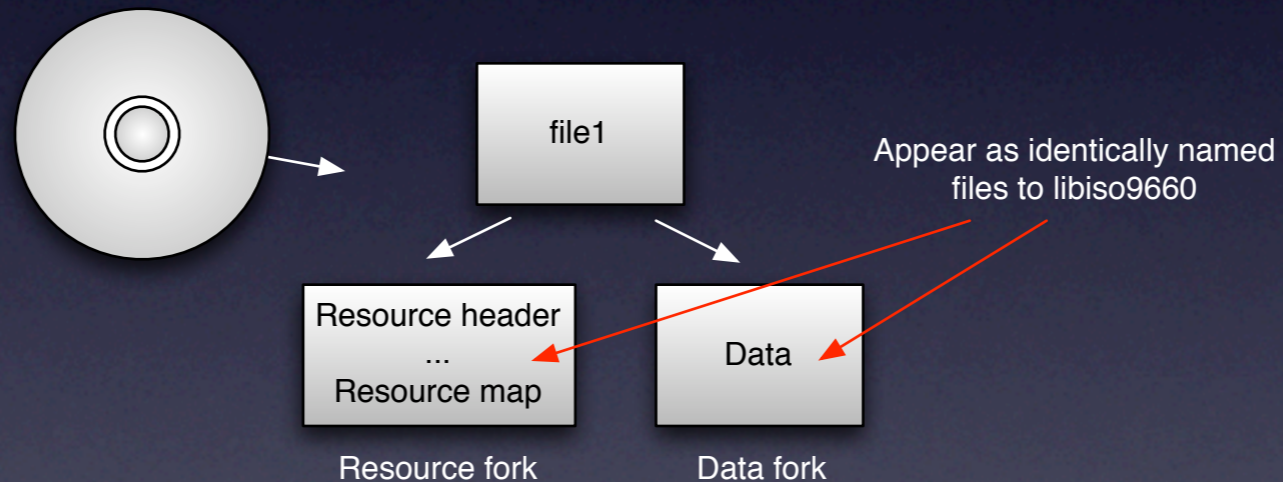 file1
Appear as identically named
files to libiso9660
Resource header
...
Resource map
Data
Resource fork
Data fork